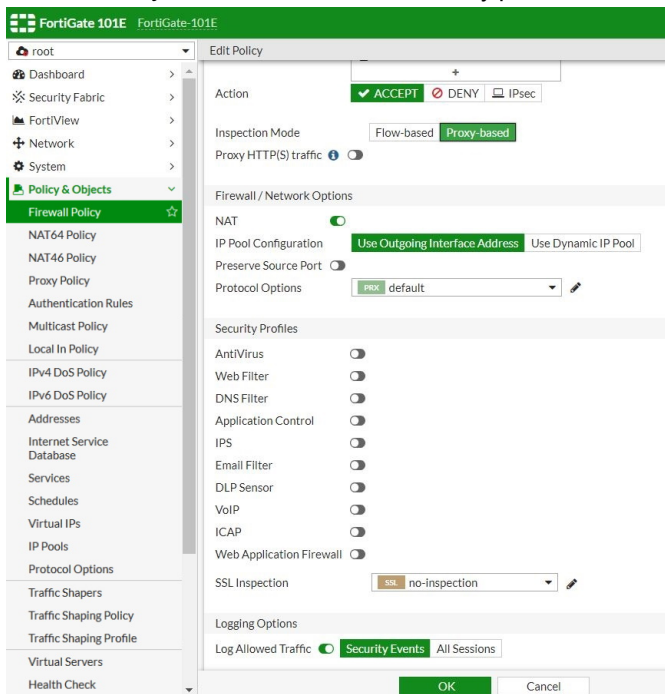 FortiGate 101E FortiGate-101E
root
Edit Policy
Dashboard
Security Fabric
FortiView
Network
System
Policy & Objects
Firewall Policy
NAT64 Policy
NAT46 Policy
Proxy Policy
Authentication Rules
Multicast Policy
Local In Policy
IPv4 DoS Policy
IPv6 DoS Policy
Addresses
Internet Service
Database
Services
Schedules
Virtual IPs
IP Pools
Protocol Options
Traffic Shapers
Traffic Shaping Policy
Traffic Shaping Profile
Virtual Servers
Health Check
+
Action ACCEPT DENY IPsec
Inspection Mode Flow-based Proxy-based
Proxy HTTP(S) traffic
Firewall / Network Options
NAT
IP Pool Configuration Use Outgoing Interface Address Use Dynamic IP Pool
Preserve Source Port
Protocol Options PRX default
Security Profiles
AntiVirus
Web Filter
DNS Filter
Application Control
IPS
Email Filter
DLP Sensor
VoIP
ICAP
Web Application Firewall
SSL Inspection SSL no-inspection
Logging Options
Log Allowed Traffic Security Events All Sessions
OK Cancel